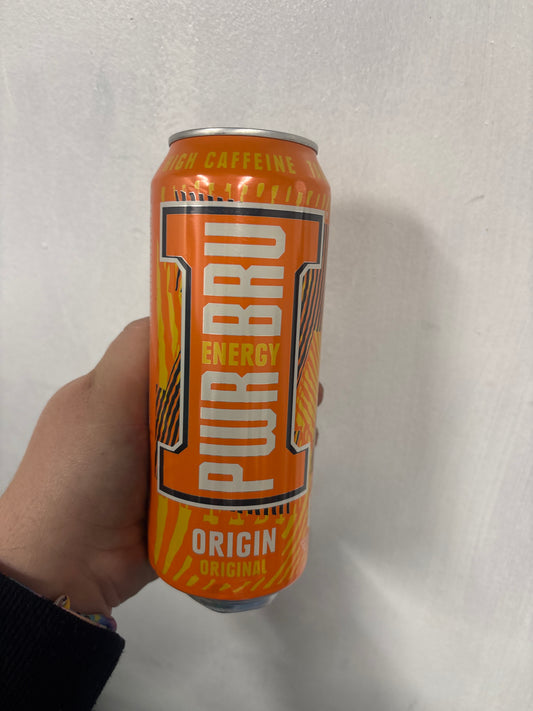 HIGH CAFFEINE
PWR BRU
ENERGY
ORIGIN
ORIGINAL